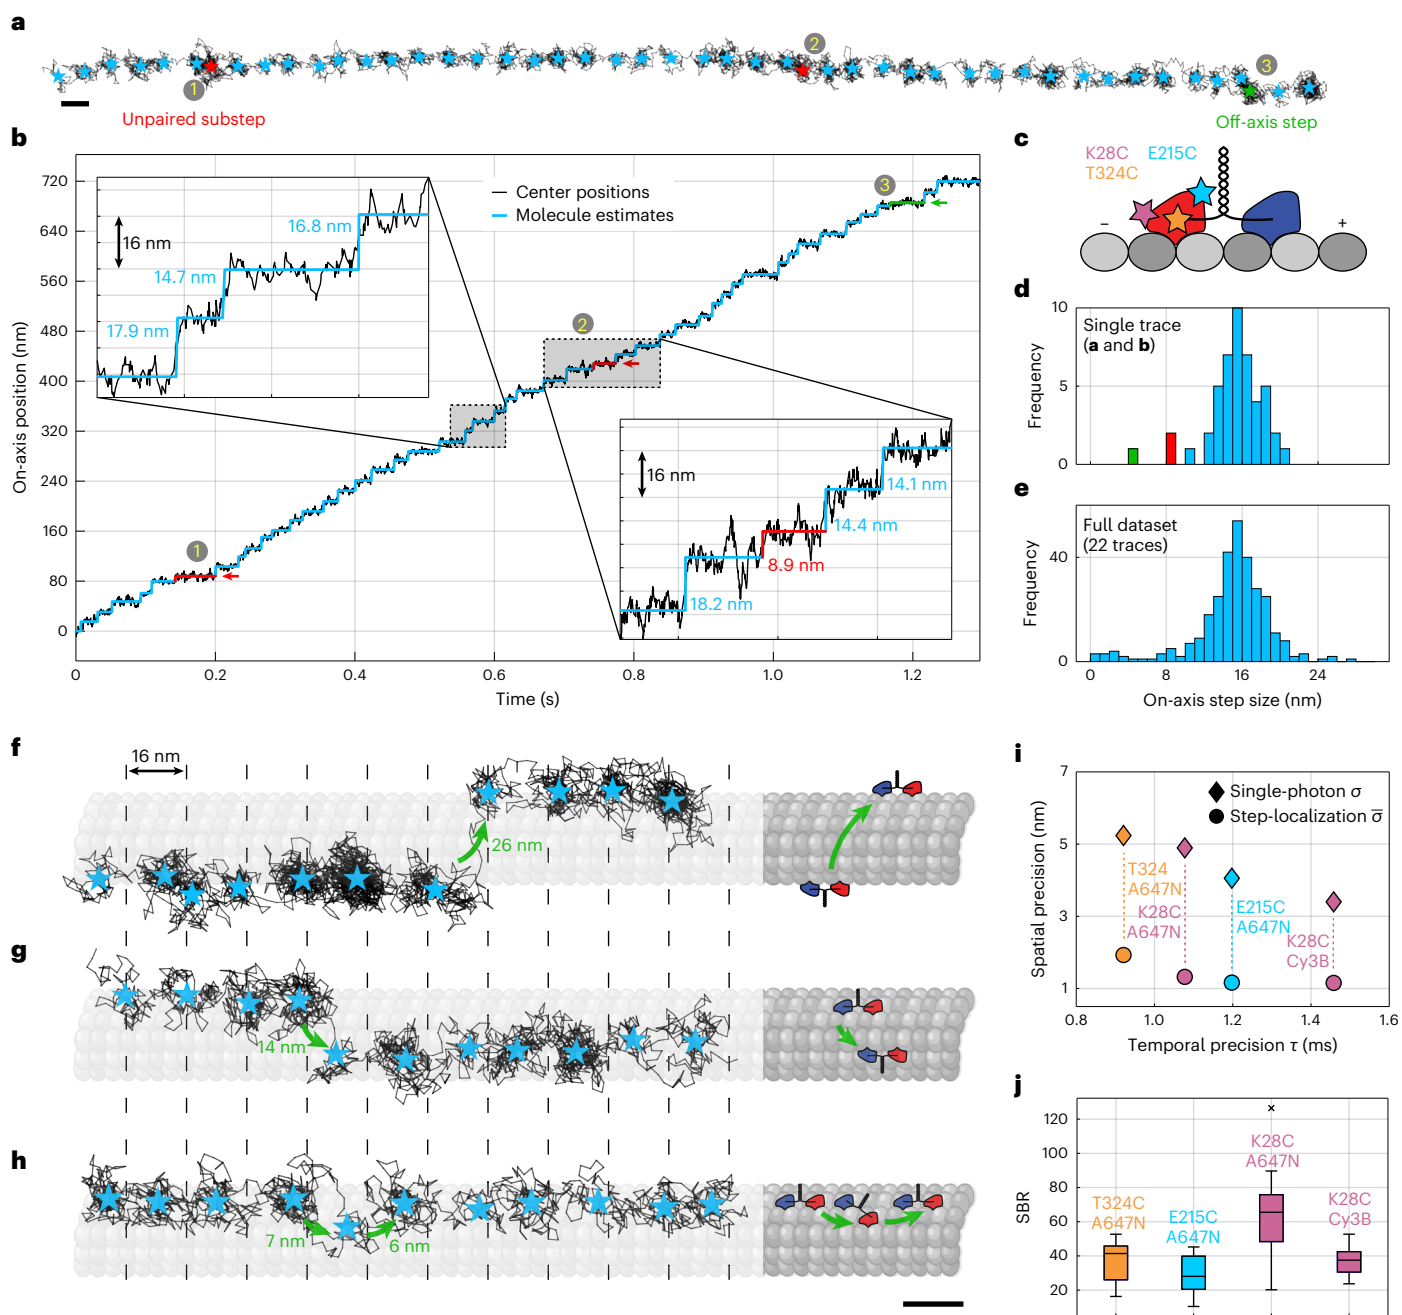 a
1
2
3
Unpaired substep
Off-axis step
b
On-axis position (nm)
720
640
560
480
400
320
240
160
80
0
0
0.2
0.4
0.6
0.8
1.0
1.2
Time (s)
Center positions
Molecule estimates
16 nm
17.9 nm
14.7 nm
16.8 nm
16 nm
18.2 nm
8.9 nm
14.4 nm
14.1 nm
1
2
3
c
K28C E215C
T324C
–
+
d
Single trace
(a and b)
Frequency
10
5
0
e
Full dataset
(22 traces)
Frequency
40
0
0
8
16
24
On-axis step size (nm)
f
16 nm
26 nm
g
14 nm
h
7 nm
6 nm
i
Spatial precision (nm)
7
5
3
1
Single-photon σ
Step-localization σ̅
T324
A647N
K28C
A647N
E215C
A647N
K28C
Cy3B
0.8
1.0
1.2
1.4
1.6
Temporal precision τ (ms)
j
SBR
120
100
80
60
40
20
T324C
A647N
E215C
A647N
K28C
A647N
K28C
Cy3B